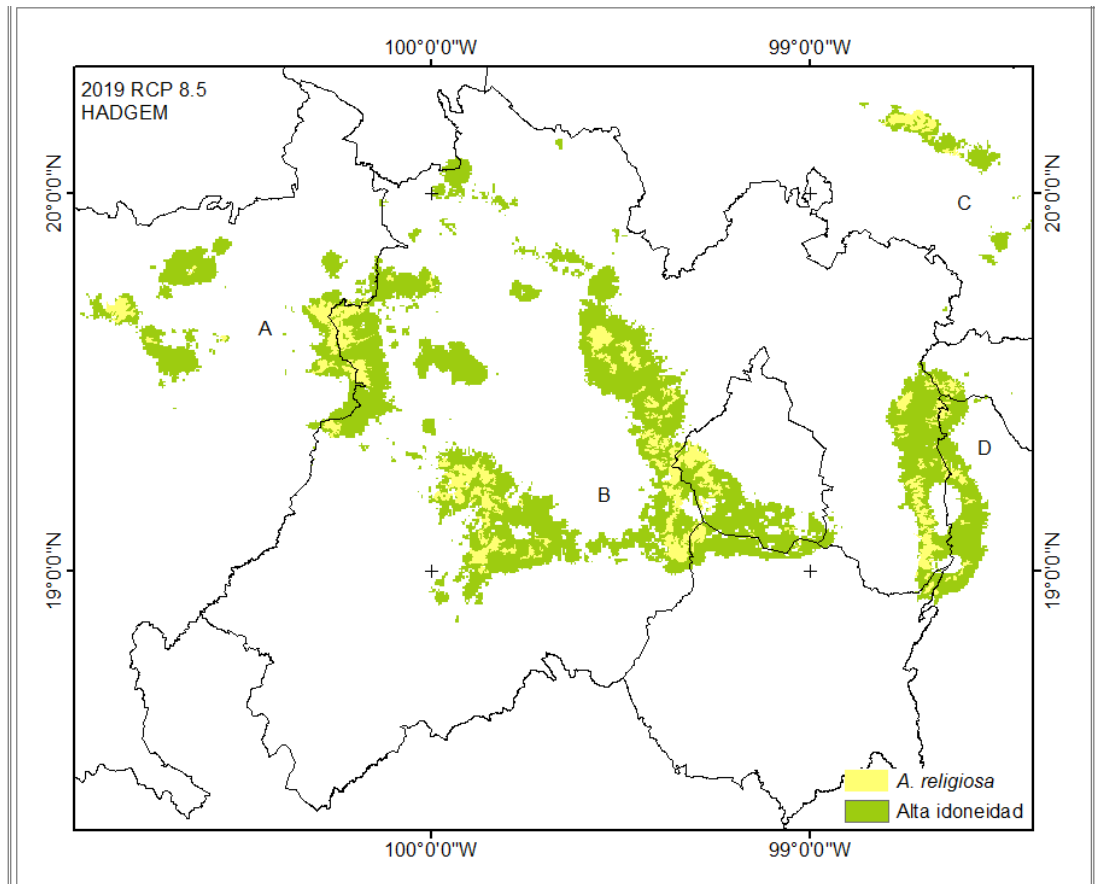 100°0'0"W 99°0'0"W
2019 RCP 8.5
HADGEM
20°0'0"N 20°0'0"N
C
A
D
B
19°0'0"N 19°0'0"N
A. religiosa
Alta idoneidad
100°0'0"W 99°0'0"W